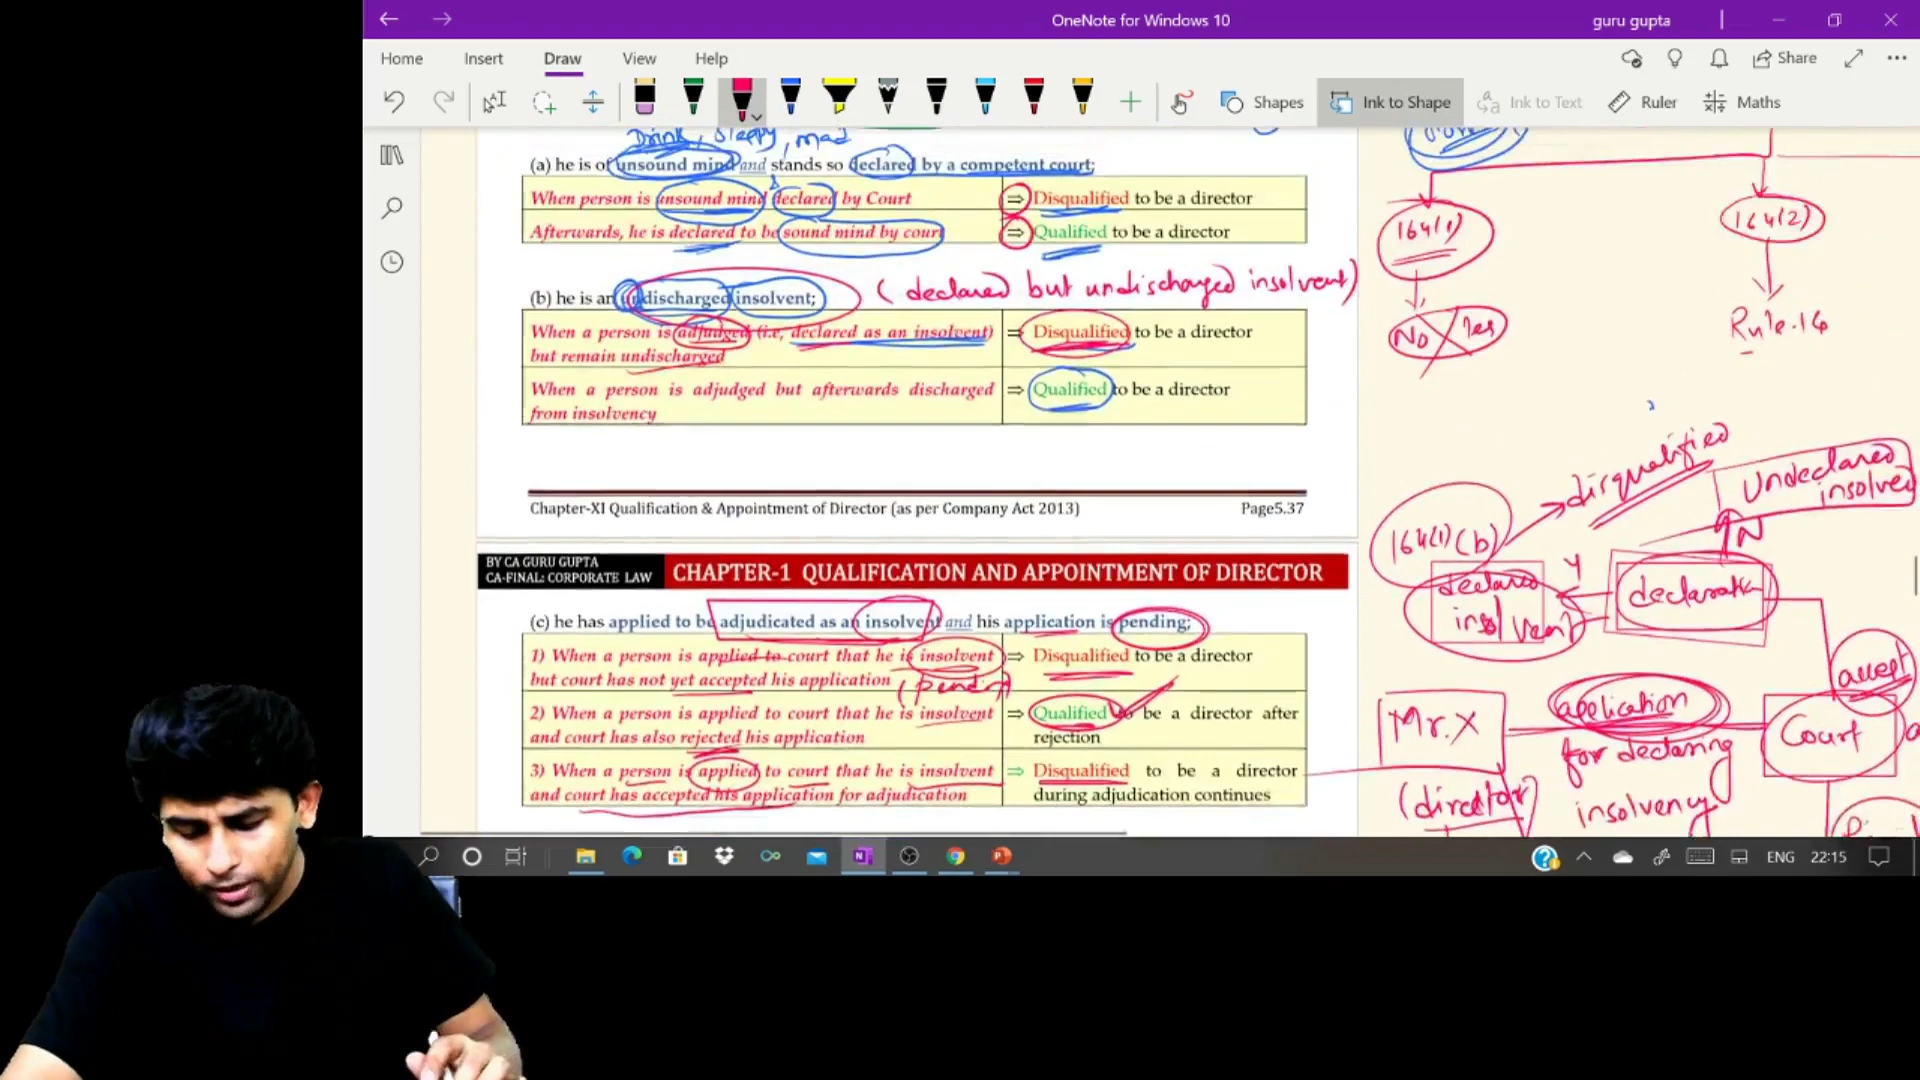 OneNote for Windows 10
guru gupta
Home Insert Draw View Help
Share
Shapes Ink to Shape Ink to Text Ruler Maths
Drink, Sleepy, mad
(a) he is of unsound mind and stands so declared by a competent court;
When person is unsound mind declared by Court ⇒ Disqualified to be a director
Afterwards, he is declared to be sound mind by court ⇒ Qualified to be a director
(b) he is an undischarged insolvent; (declared but undischarged insolvent)
When a person is adjudged (i.e, declared as an insolvent) ⇒ Disqualified to be a director
but remain undischarged
When a person is adjudged but afterwards discharged ⇒ Qualified to be a director
from insolvency
Chapter-XI Qualification & Appointment of Director (as per Company Act 2013) Page5.37
BY CA GURU GUPTA
CA-FINAL: CORPORATE LAW
CHAPTER-1 QUALIFICATION AND APPOINTMENT OF DIRECTOR
(c) he has applied to be adjudicated as an insolvent and his application is pending;
1) When a person is applied to court that he is insolvent ⇒ Disqualified to be a director
but court has not yet accepted his application (pending)
2) When a person is applied to court that he is insolvent ⇒ Qualified to be a director after
and court has also rejected his application rejection
3) When a person is applied to court that he is insolvent ⇒ Disqualified to be a director
and court has accepted his application for adjudication during adjudication continues
164(1) 164(2)
No Yes Rule.14
disqualified
Undeclared
164(1)(b)
N
Y
declared
declaration
accept
Mr.X application Court
for declaring
(director) insolvency
ENG 22:15